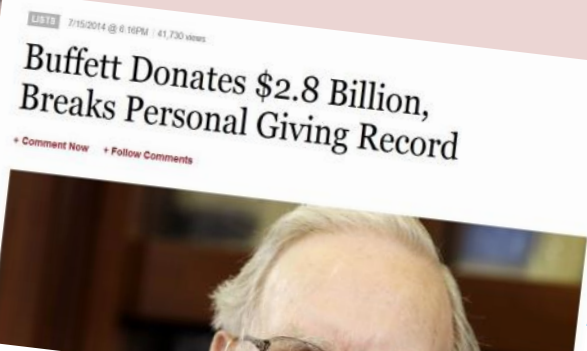 LISTS 7/15/2014 @ 6:16PM | 41,730 views
Buffett Donates $2.8 Billion,
Breaks Personal Giving Record
+ Comment Now + Follow Comments